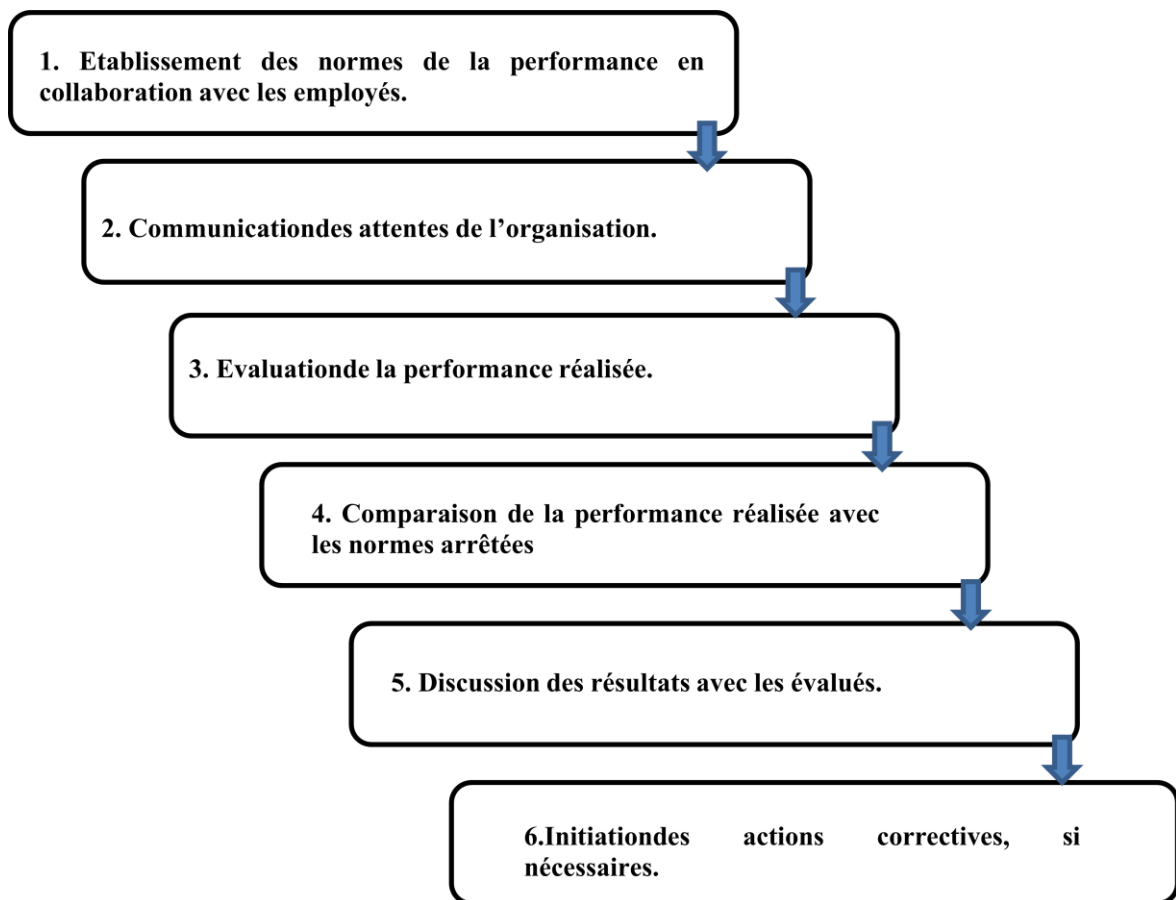 1. Etablissement des normes de la performance en
collaboration avec les employés.
2. Communicationdes attentes de l’organisation.
3. Evaluationde la performance réalisée.
4. Comparaison de la performance réalisée avec
les normes arrêtées
5. Discussion des résultats avec les évalués.
6.Initiationdes actions correctives, si
nécessaires.